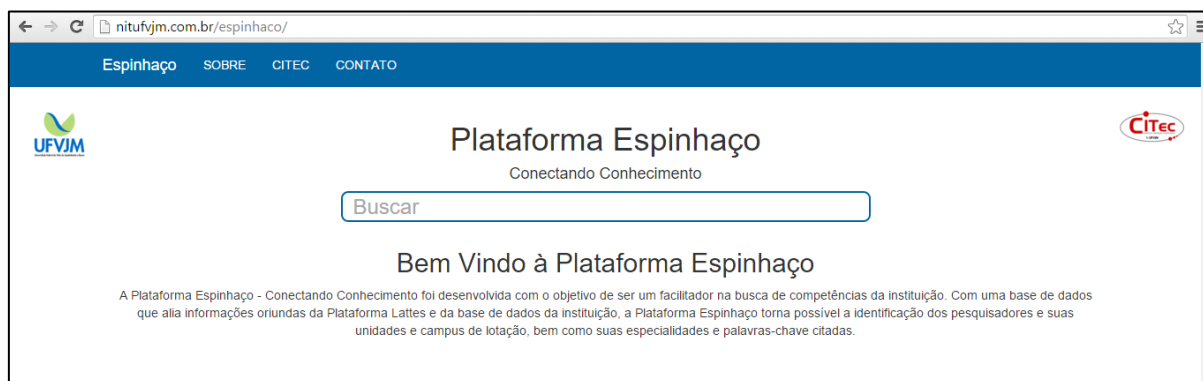 nitufvjm.com.br/espinhaco/
Espinhaço SOBRE CITEC CONTATO
UFVJM
CiTec
Plataforma Espinhaço
Conectando Conhecimento
Buscar
Bem Vindo à Plataforma Espinhaço
A Plataforma Espinhaço - Conectando Conhecimento foi desenvolvida com o objetivo de ser um facilitador na busca de competências da instituição. Com uma base de dados
que alia informações oriundas da Plataforma Lattes e da base de dados da instituição, a Plataforma Espinhaço torna possível a identificação dos pesquisadores e suas
unidades e campus de lotação, bem como suas especialidades e palavras-chave citadas.